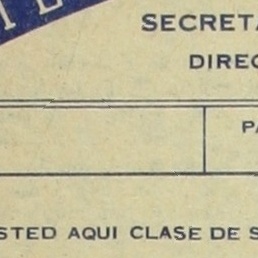 SECRETA
DIREC
PA
STED AQUI CLASE DE S